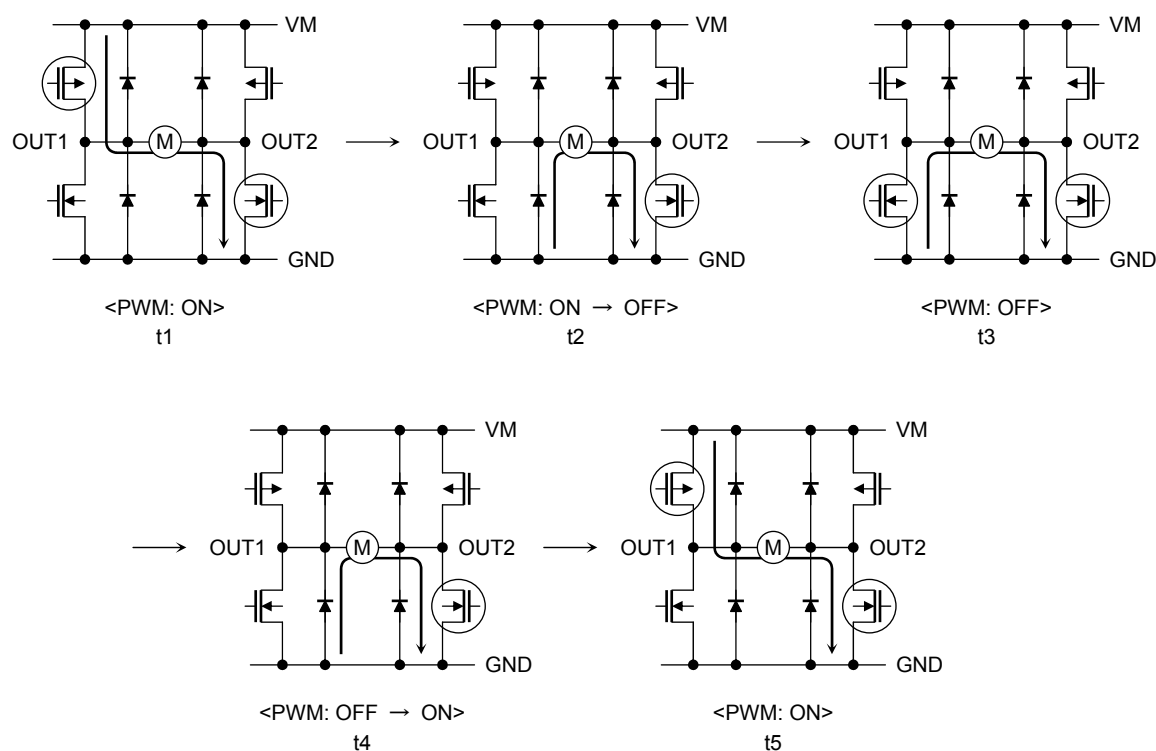 VM
VM
VM
OUT1 M OUT2
OUT1 M OUT2
OUT1 M OUT2
GND
GND
GND
<PWM: ON>
t1
<PWM: ON → OFF>
t2
<PWM: OFF>
t3
VM
VM
OUT1 M OUT2
OUT1 M OUT2
GND
GND
<PWM: OFF → ON>
t4
<PWM: ON>
t5